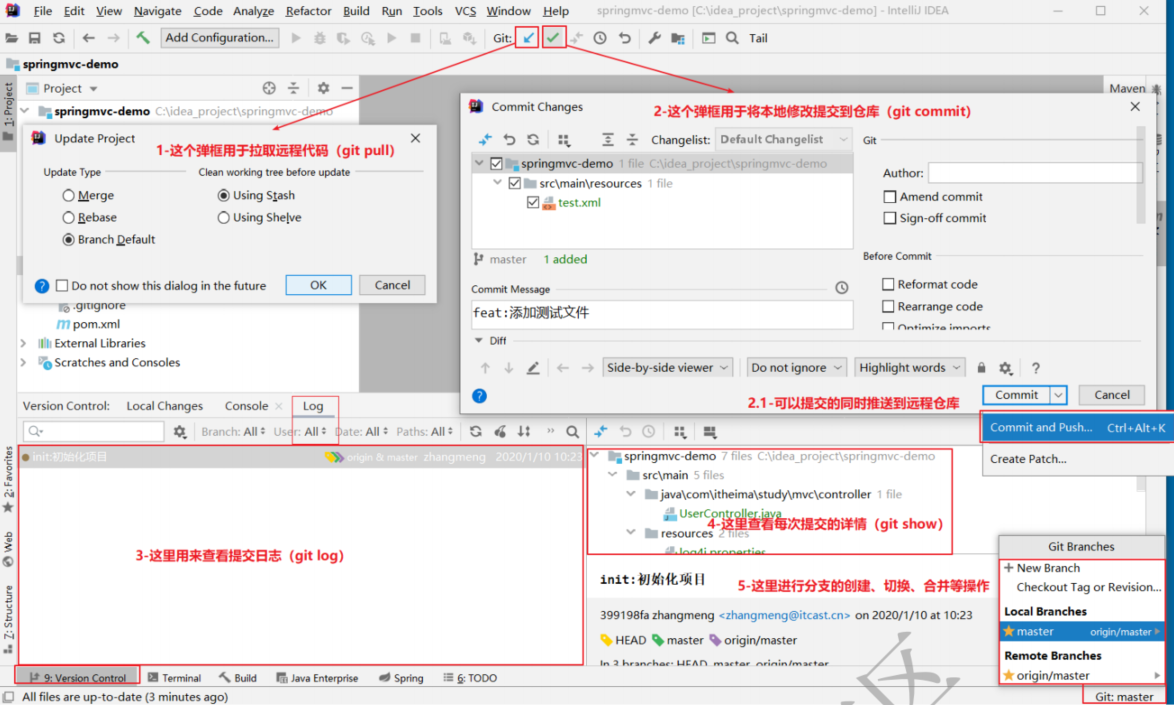 File Edit View Navigate Code Analyze Refactor Build Run Tools VCS Window Help springmvc-demo [C:\idea_project\springmvc-demo] - IntelliJ IDEA
Add Configuration... Git: Tail
springmvc-demo
1: Project
Project
Maven
springmvc-demo C:\idea_project\springmvc-demo
Update Project
1-这个弹框用于拉取远程代码（git pull）
Update Type Clean working tree before update
Merge Using Stash
Rebase Using Shelve
Branch Default
Do not show this dialog in the future OK Cancel
.gitignore
pom.xml
External Libraries
Scratches and Consoles
Commit Changes
2-这个弹框用于将本地修改提交到仓库（git commit）
Changelist: Default Changelist Git
springmvc-demo 1 file C:\idea_project\springmvc-demo
Author:
src\main\resources 1 file
Amend commit
test.xml
Sign-off commit
master 1 added
Before Commit
Commit Message
Reformat code
feat:添加测试文件
Rearrange code
Optimize imports
Diff
Side-by-side viewer Do not ignore Highlight words
2.1-可以提交的同时推送到远程仓库
Commit Cancel
Commit and Push... Ctrl+Alt+K
Create Patch...
Version Control: Local Changes Console Log
Branch: All User: All Date: All Paths: All
init:初始化项目 origin & master zhangmeng 2020/1/10 10:23
3-这里用来查看提交日志（git log）
springmvc-demo 7 files C:\idea_project\springmvc-demo
src\main 5 files
java\com\itheima\study\mvc\controller 1 file
UserController.java
4-这里查看每次提交的详情（git show）
resources 2 files
log4j.properties
init:初始化项目
5-这里进行分支的创建、切换、合并等操作
399198fa zhangmeng <zhangmeng@itcast.cn> on 2020/1/10 at 10:23
HEAD master origin/master
In 3 branches: HEAD, master, origin/master
Git Branches
New Branch
Checkout Tag or Revision...
Local Branches
master origin/master
Remote Branches
origin/master
2: Favorites
Web
Z: Structure
9: Version Control Terminal Build Java Enterprise Spring 6: TODO
All files are up-to-date (3 minutes ago) Git: master